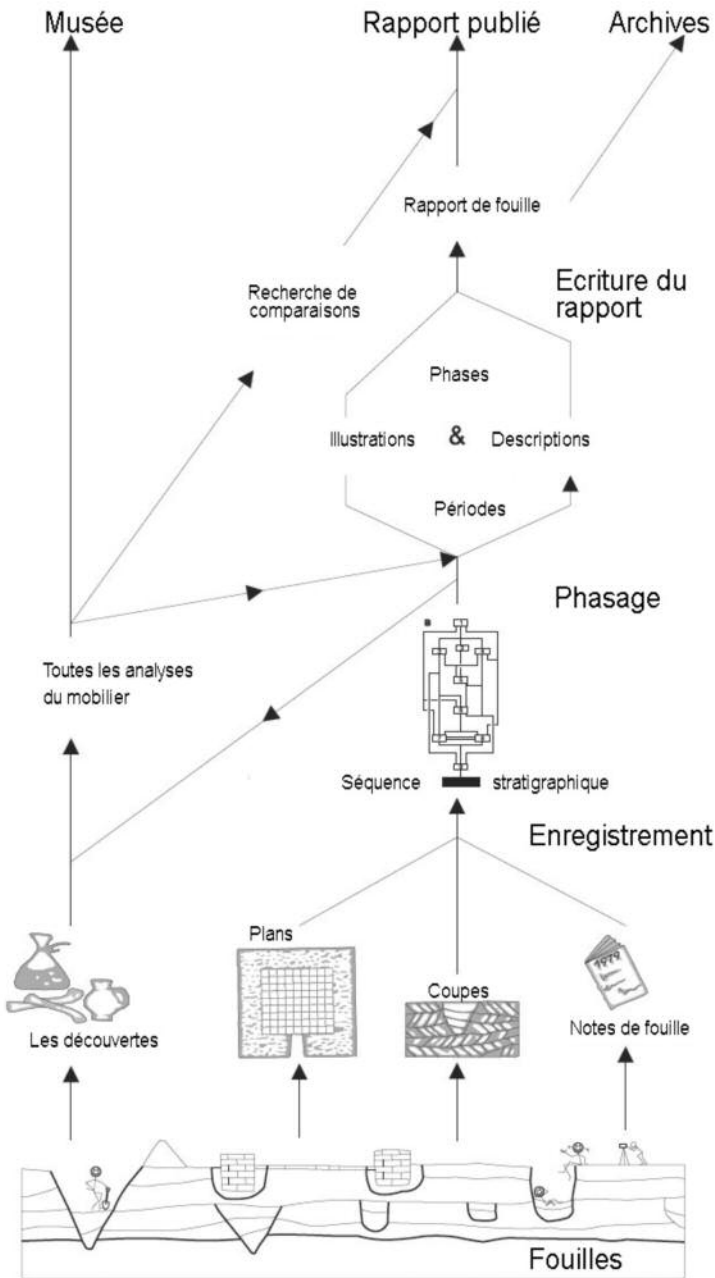 Musée
Rapport publié
Archives
Rapport de fouille
Recherche de
comparaisons
Ecriture du
rapport
Phases
Illustrations & Descriptions
Périodes
Phasage
Toutes les analyses
du mobilier
Séquence stratigraphique
Enregistrement
Plans
Coupes
1979
Les découvertes
Notes de fouille
Fouilles